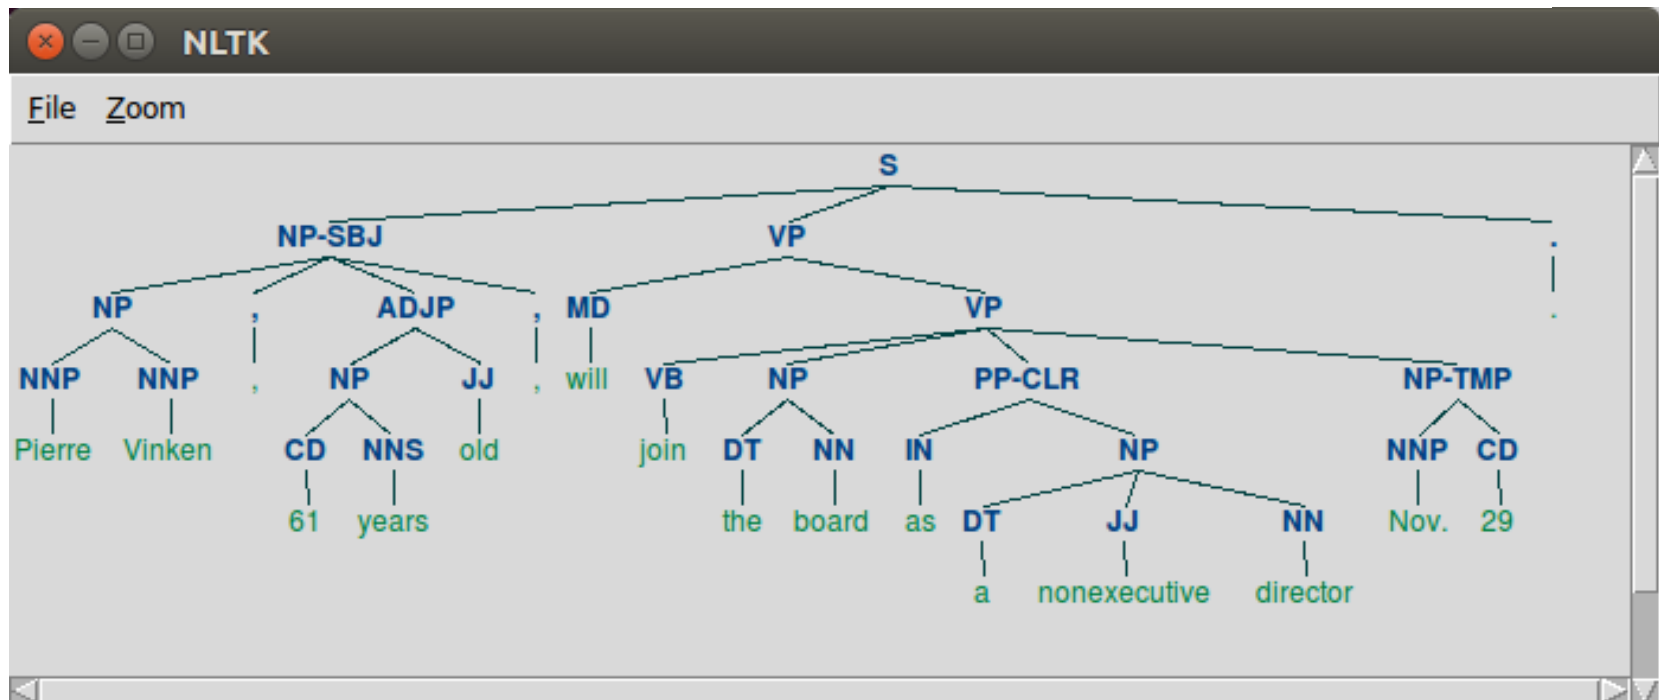 NLTK
File Zoom
S
NP-SBJ VP .
NP , ADJP , MD VP .
NNP NNP , NP JJ , will VB NP PP-CLR NP-TMP
Pierre Vinken CD NNS old join DT NN IN NP NNP CD
61 years the board as DT JJ NN Nov. 29
a nonexecutive director